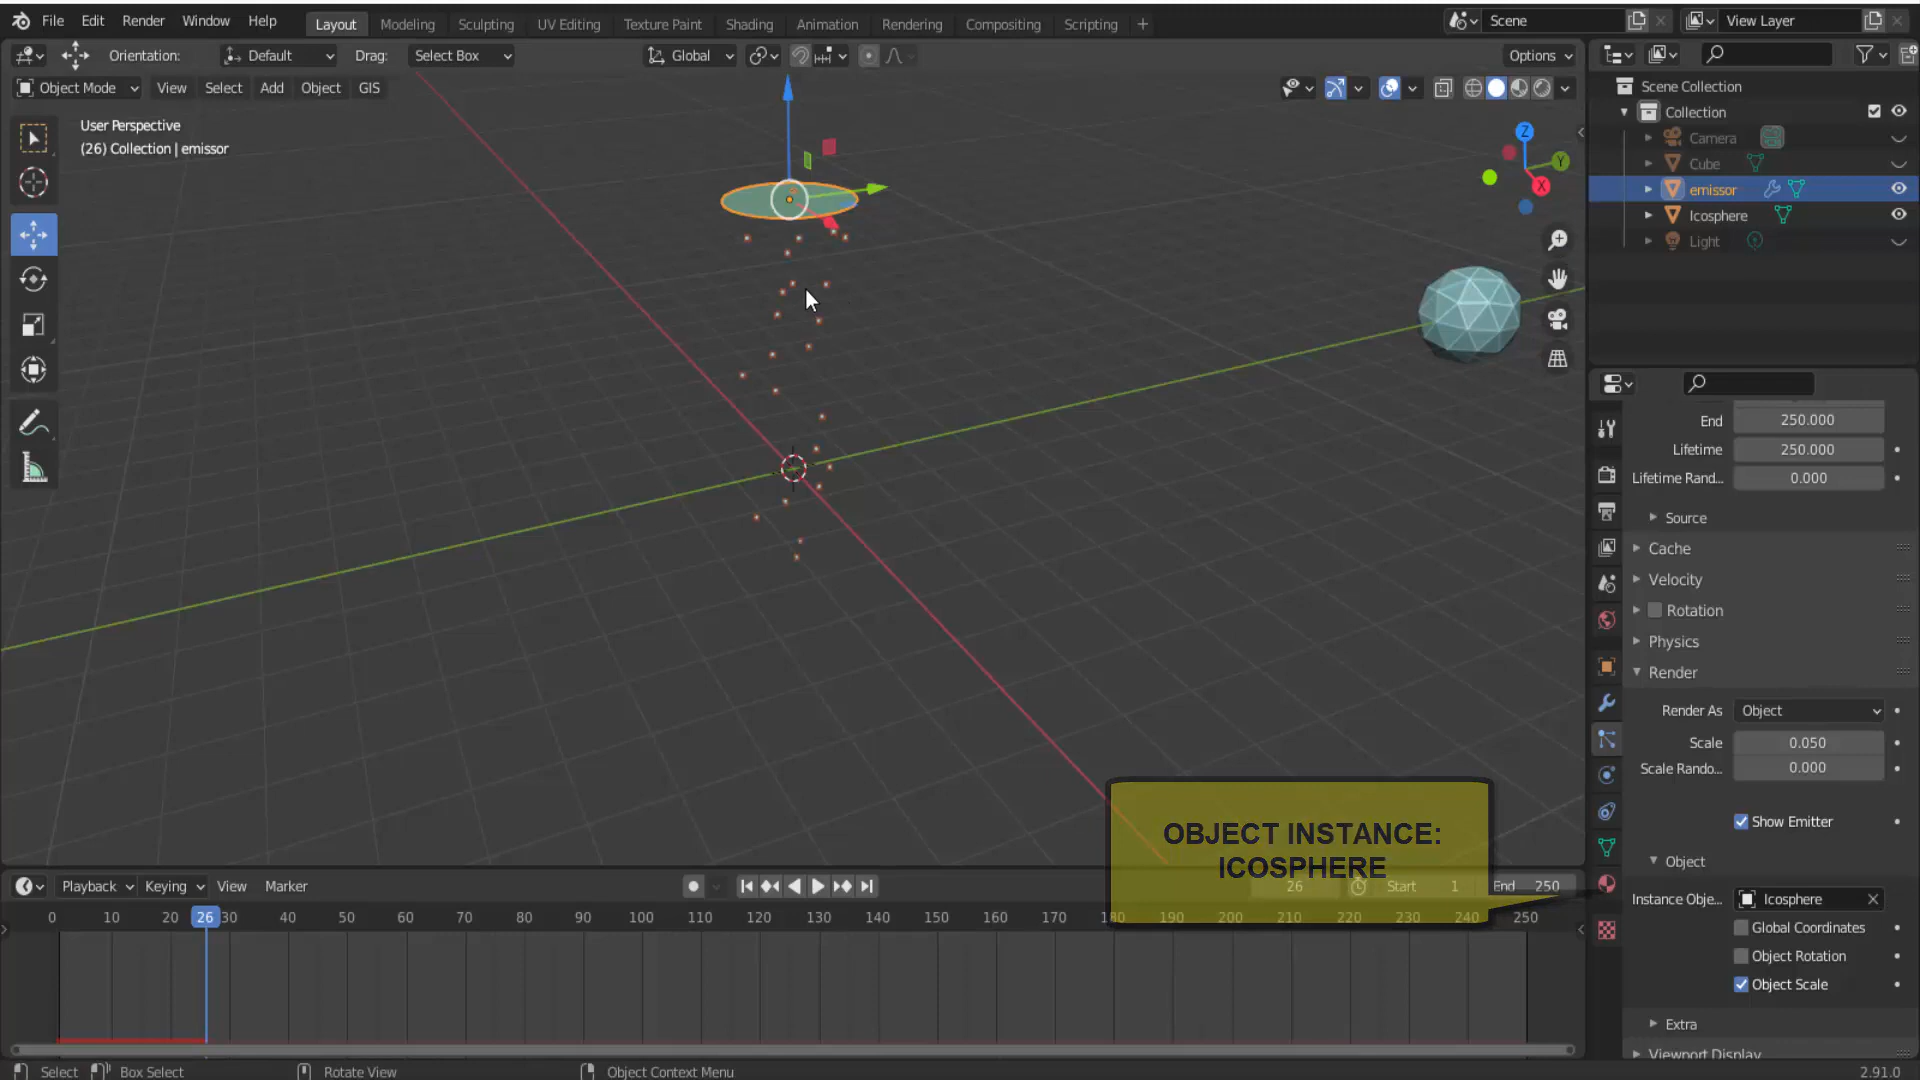 File Edit Render Window Help Layout Modeling Sculpting UV Editing Texture Paint Shading Animation Rendering Compositing Scripting + Scene View Layer
Orientation: Default Drag: Select Box Global Options
Object Mode View Select Add Object GIS
User Perspective
(26) Collection | emissor
Z
Y
X
Scene Collection
Collection
Camera
Cube
emissor
Icosphere
Light
End 250.000
Lifetime 250.000
Lifetime Rand... 0.000
Source
Cache
Velocity
Rotation
Physics
Render
Render As Object
Scale 0.050
Scale Rando... 0.000
Show Emitter
Object
Instance Obje... Icosphere
Global Coordinates
Object Rotation
Object Scale
Extra
Viewport Display
OBJECT INSTANCE:
ICOSPHERE
Playback Keying View Marker 26 Start 1 End 250
0 10 20 26 30 40 50 60 70 80 90 100 110 120 130 140 150 160 170 180 190 200 210 220 230 240 250
Select Box Select Rotate View Object Context Menu 2.91.0